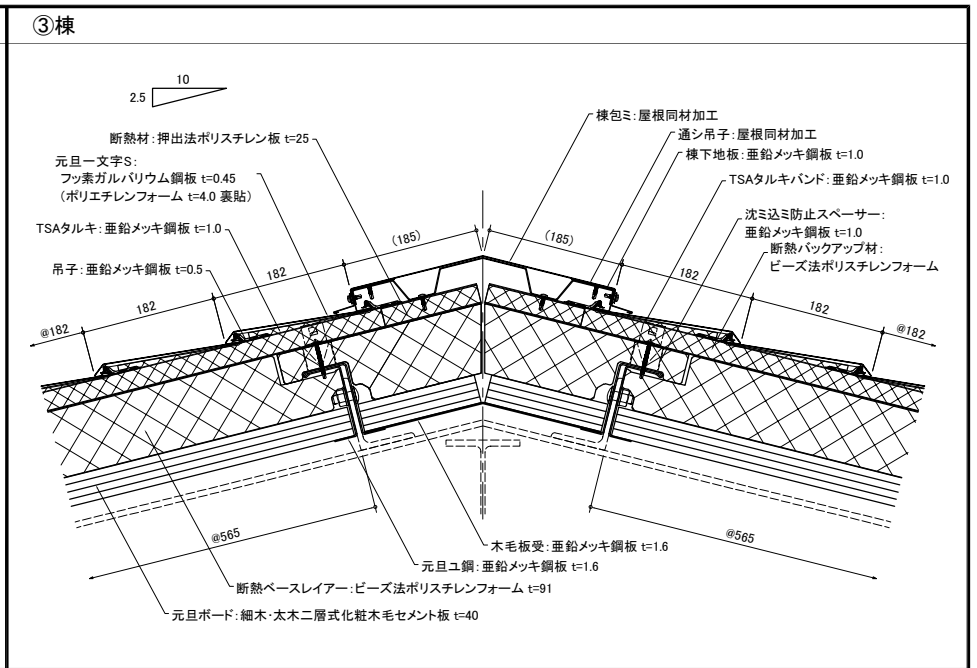 ③棟
10
2.5
断熱材：押出法ポリスチレン板 t=25
元旦一文字S：
フッ素ガルバリウム鋼板 t=0.45
（ポリエチレンフォーム t=4.0 裏貼）
TSAタルキ：亜鉛メッキ鋼板 t=1.0
吊子：亜鉛メッキ鋼板 t=0.5
棟包ミ：屋根同材加工
通シ吊子：屋根同材加工
棟下地板：亜鉛メッキ鋼板 t=1.0
TSAタルキバンド：亜鉛メッキ鋼板 t=1.0
沈ミ込ミ防止スペーサー：
亜鉛メッキ鋼板 t=1.0
断熱バックアップ材：
ビーズ法ポリスチレンフォーム
@182
182
182
(185)
(185)
182
182
@182
@565
@565
木毛板受：亜鉛メッキ鋼板 t=1.6
元旦ユ鋼：亜鉛メッキ鋼板 t=1.6
断熱ベースレイアー：ビーズ法ポリスチレンフォーム t=91
元旦ボード：細木・太木二層式化粧木毛セメント板 t=40